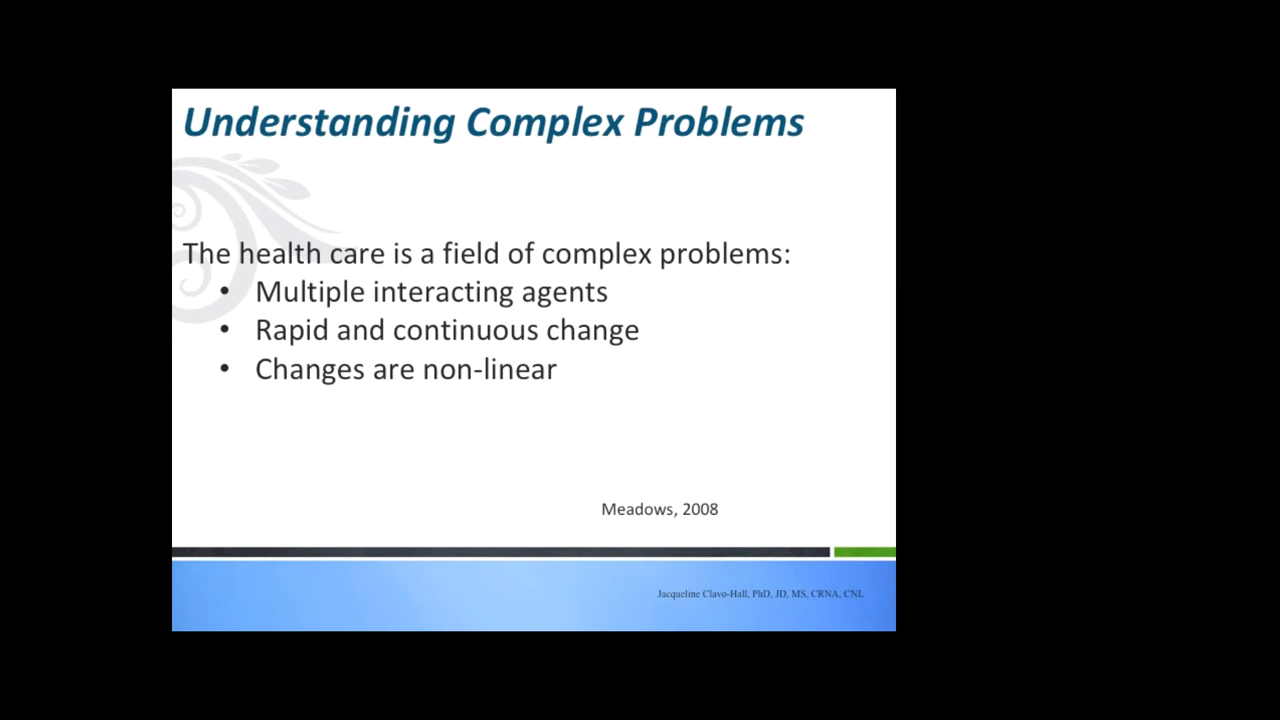 Understanding Complex Problems
The health care is a field of complex problems:
• Multiple interacting agents
• Rapid and continuous change
• Changes are non-linear
Meadows, 2008
Jacqueline Clavo-Hall, PhD, JD, MS, CRNA, CNL